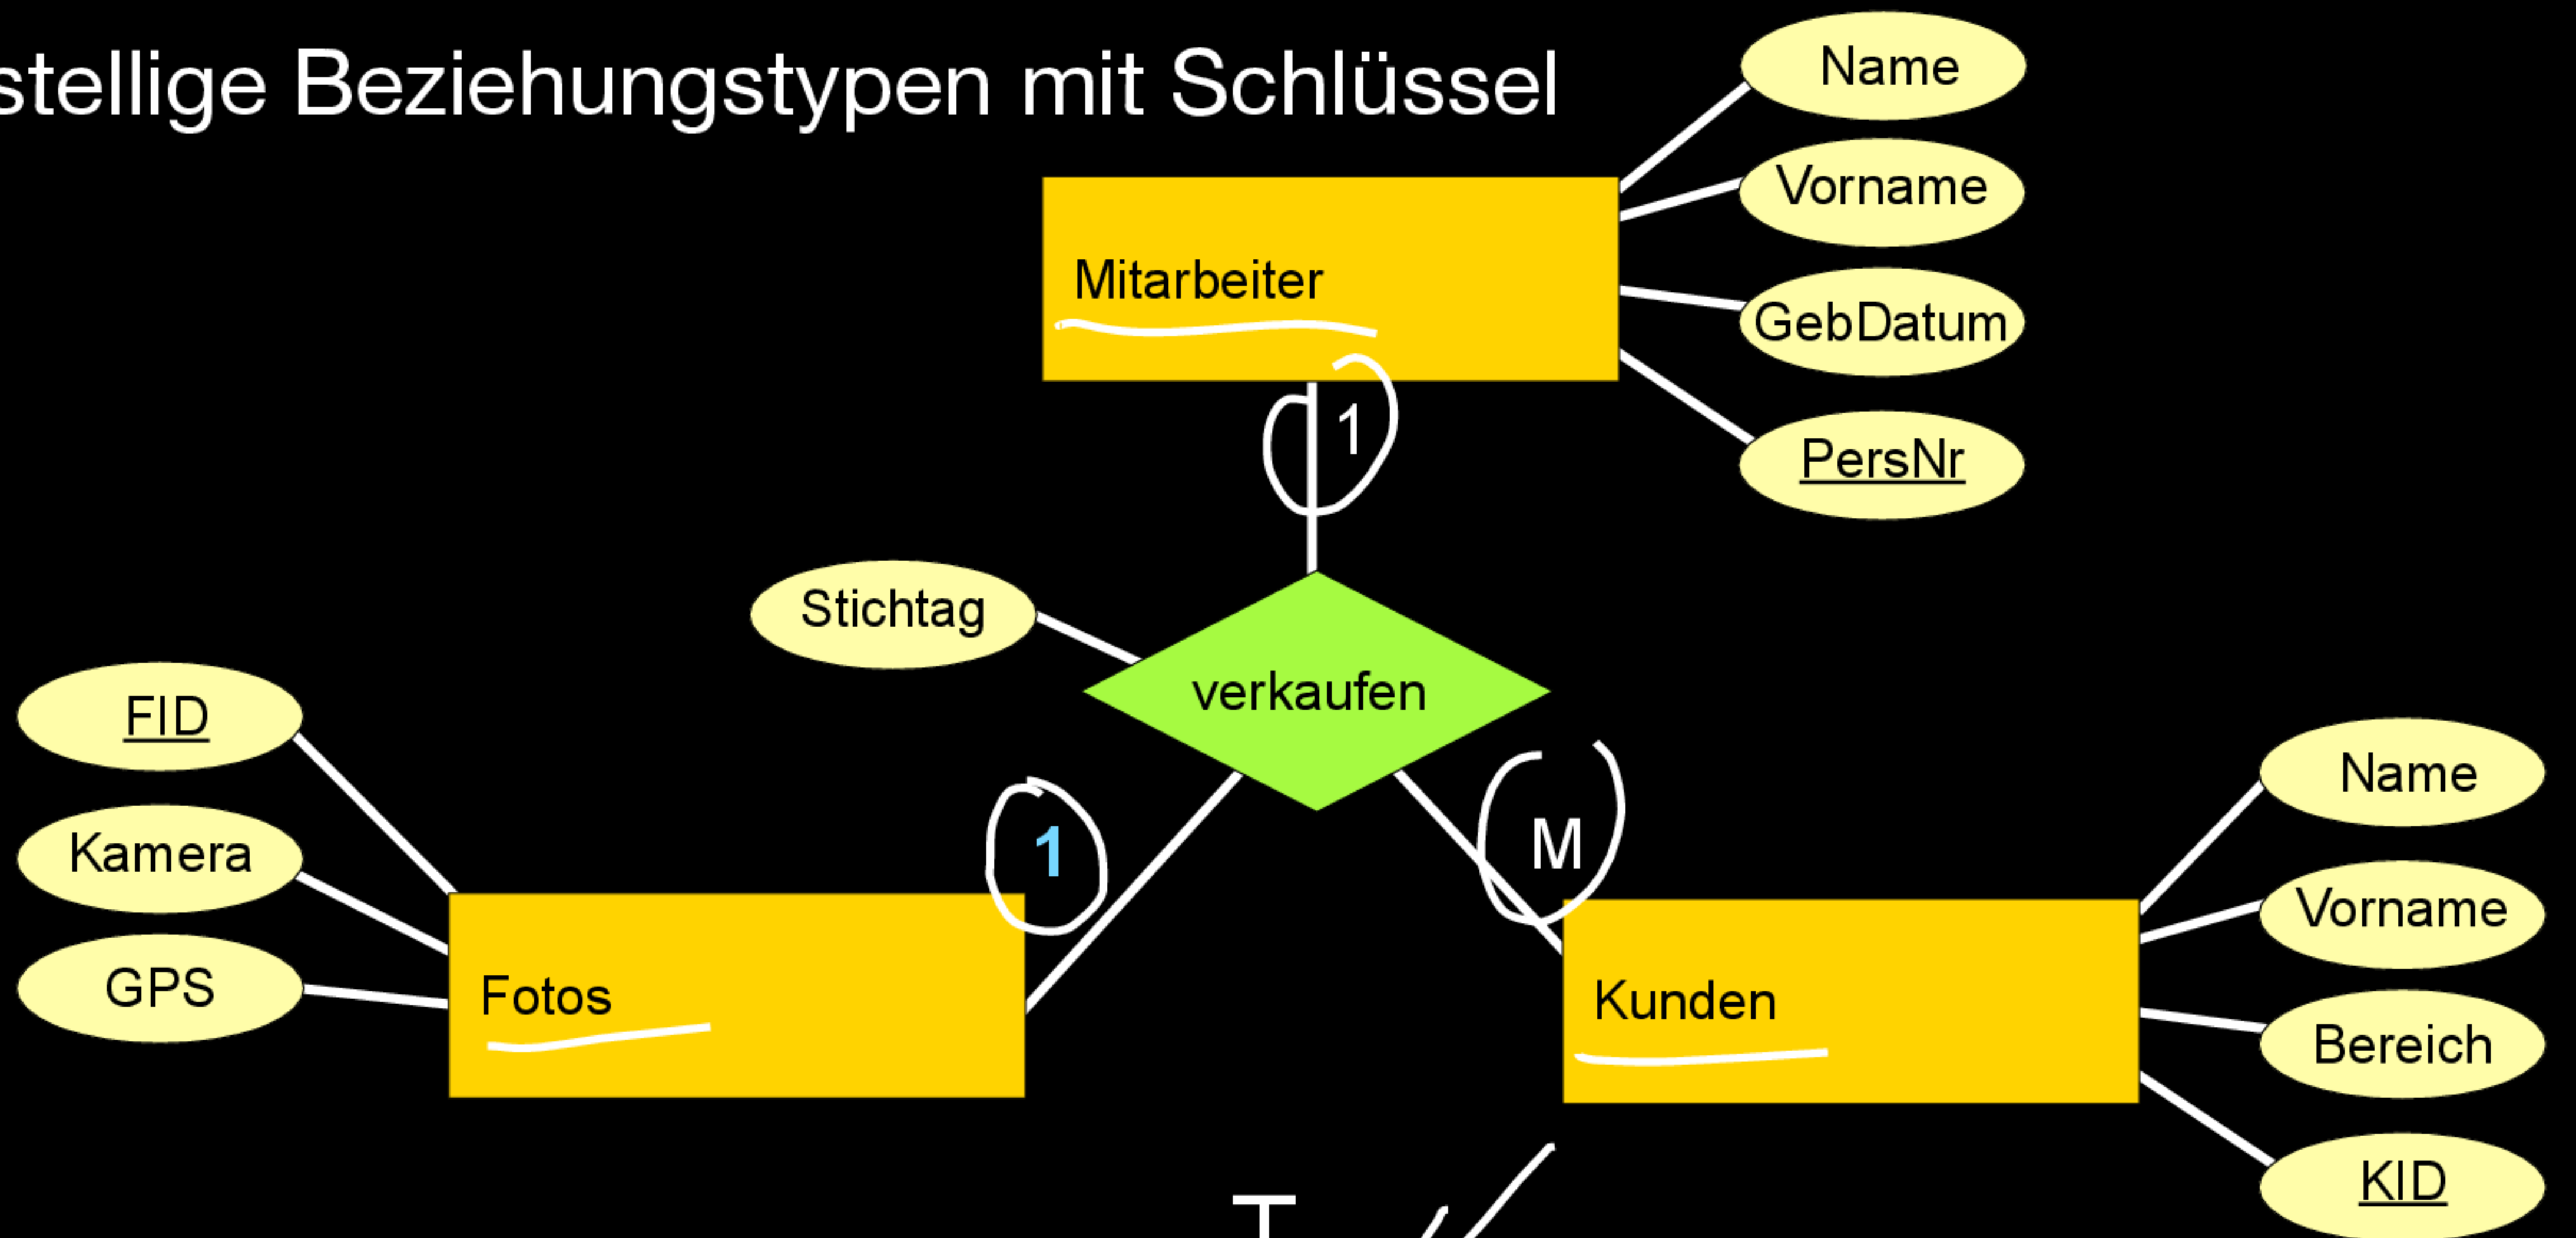 stellige Beziehungstypen mit Schlüssel
Name
Vorname
Mitarbeiter
GebDatum
1
PersNr
Stichtag
verkaufen
FID
Name
Kamera
1
M
Vorname
GPS
Fotos
Kunden
Bereich
KID